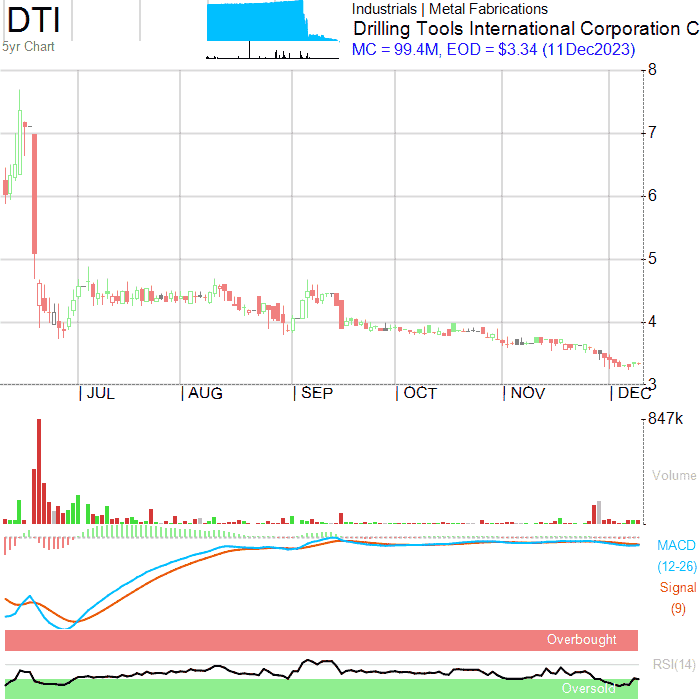 DTI
5yr Chart
Industrials | Metal Fabrications
Drilling Tools International Corporation C
MC = 99.4M, EOD = $3.34 (11Dec2023)
8
7
6
5
4
3
JUL AUG SEP OCT NOV DEC
847k
Volume
MACD
(12-26)
Signal
(9)
Overbought
RSI(14)
Oversold